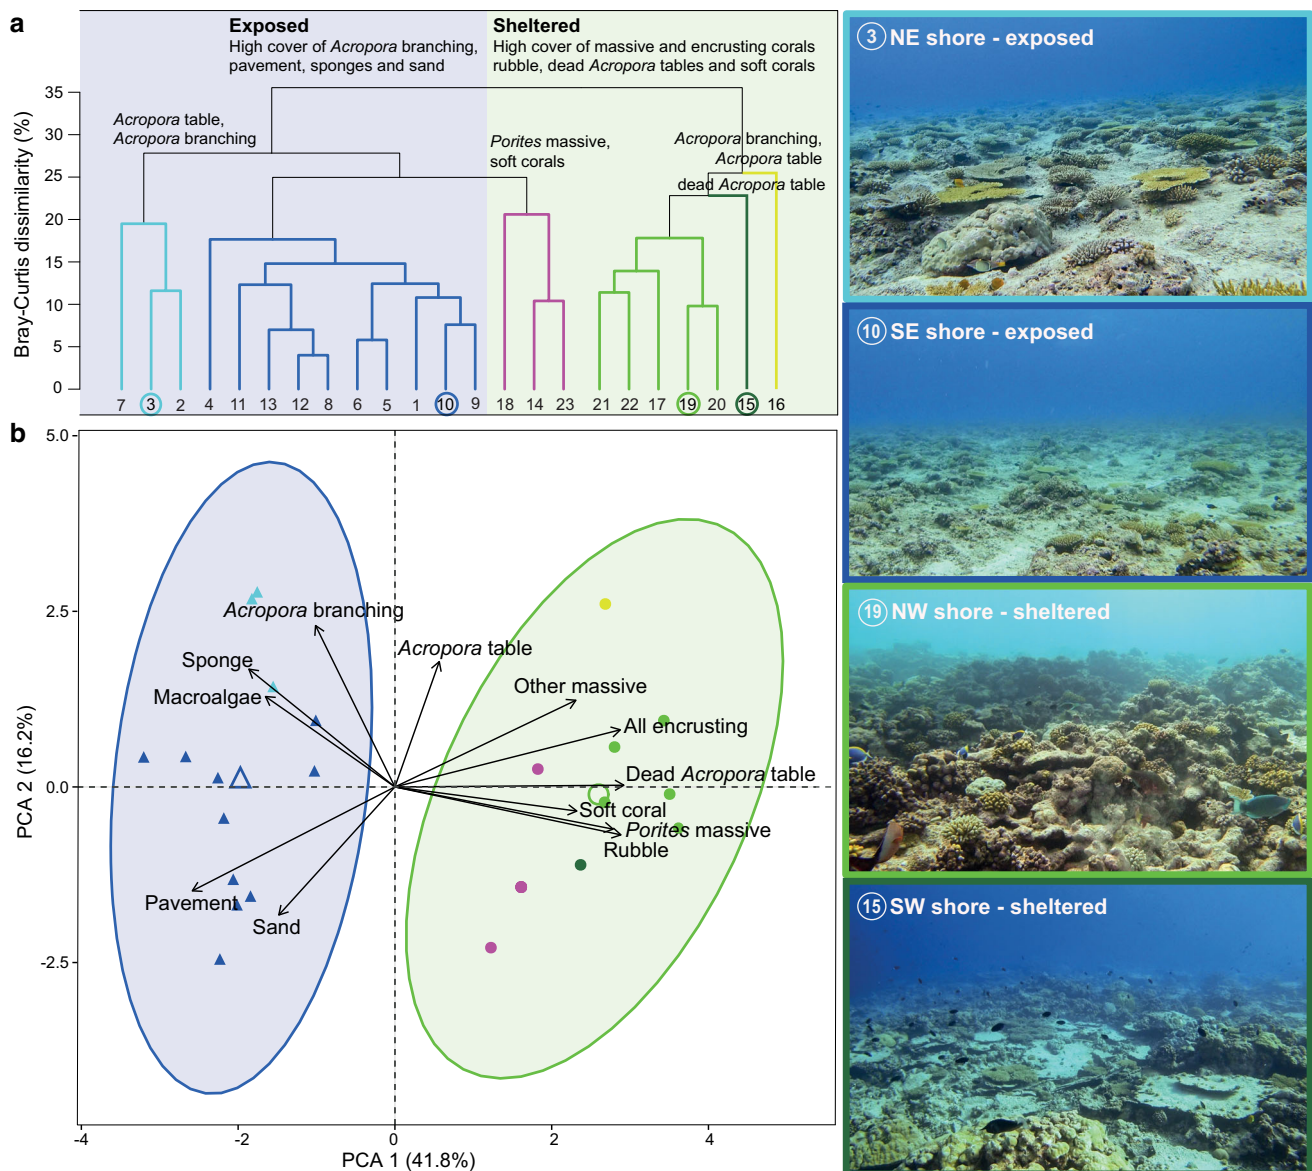 a
Exposed
High cover of Acropora branching,
pavement, sponges and sand
Sheltered
High cover of massive and encrusting corals
rubble, dead Acropora tables and soft corals
Bray-Curtis dissimilarity (%)
35
30
25
20
15
10
5
0
Acropora table,
Acropora branching
Porites massive,
soft corals
Acropora branching,
Acropora table
dead Acropora table
7 3 2 4 11 13 12 8 6 5 1 10 9 18 14 23 21 22 17 19 20 15 16
b
PCA 2 (16.2%)
5.0
2.5
0.0
-2.5
Acropora branching
Acropora table
Sponge
Macroalgae
Other massive
All encrusting
Dead Acropora table
Soft coral
Porites massive
Rubble
Pavement
Sand
-4 -2 0 2 4
PCA 1 (41.8%)
3 NE shore - exposed
10 SE shore - exposed
19 NW shore - sheltered
15 SW shore - sheltered